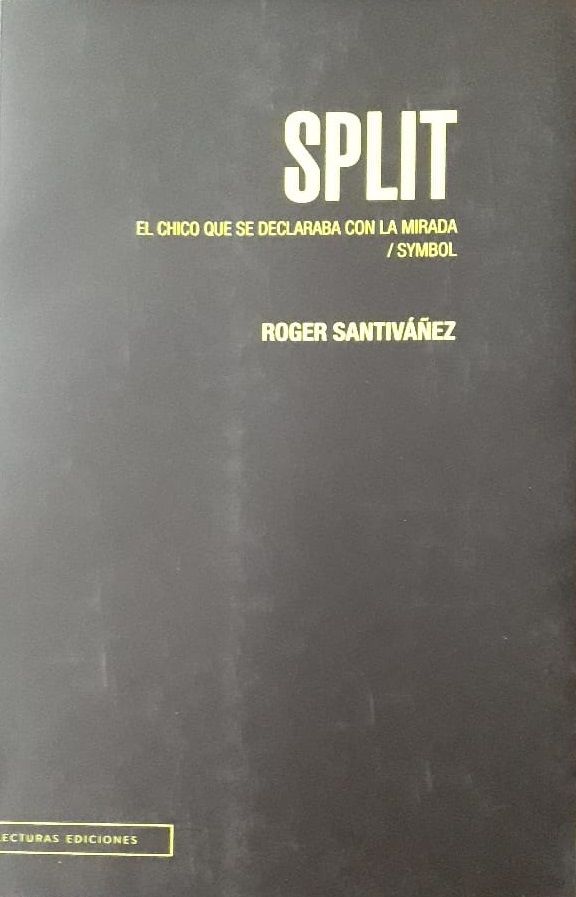 SPLIT
EL CHICO QUE SE DECLARABA CON LA MIRADA
/ SYMBOL
ROGER SANTIVÁÑEZ
LECTURAS EDICIONES